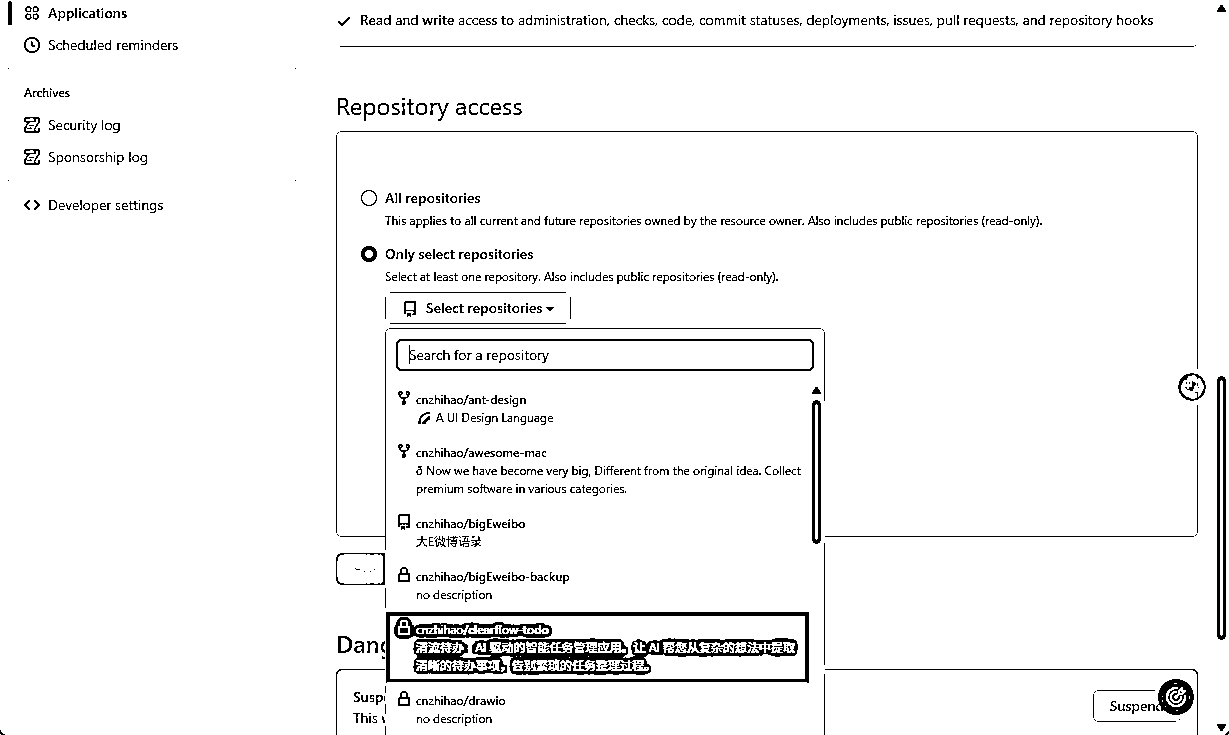 Applications
Scheduled reminders
Archives
Security log
Sponsorship log
Developer settings
Read and write access to administration, checks, code, commit statuses, deployments, issues, pull requests, and repository hooks
Repository access
All repositories
This applies to all current and future repositories owned by the resource owner. Also includes public repositories (read-only).
Only select repositories
Select at least one repository. Also includes public repositories (read-only).
Select repositories
Search for a repository
cnzhihao/ant-design
A UI Design Language
cnzhihao/awesome-mac
ð Now we have become very big, Different from the original idea. Collect
premium software in various categories.
cnzhihao/bigEweibo
大E微博语录
cnzhihao/bigEweibo-backup
no description
cnzhihao/clearflow-todo
清流待办 AI 驱动的智能任务管理应用。让 AI 帮您从复杂的想法中提取
清晰的待办事项，告别繁琐的任务整理过程。
cnzhihao/drawio
no description
Dang
Susp
This
Suspend